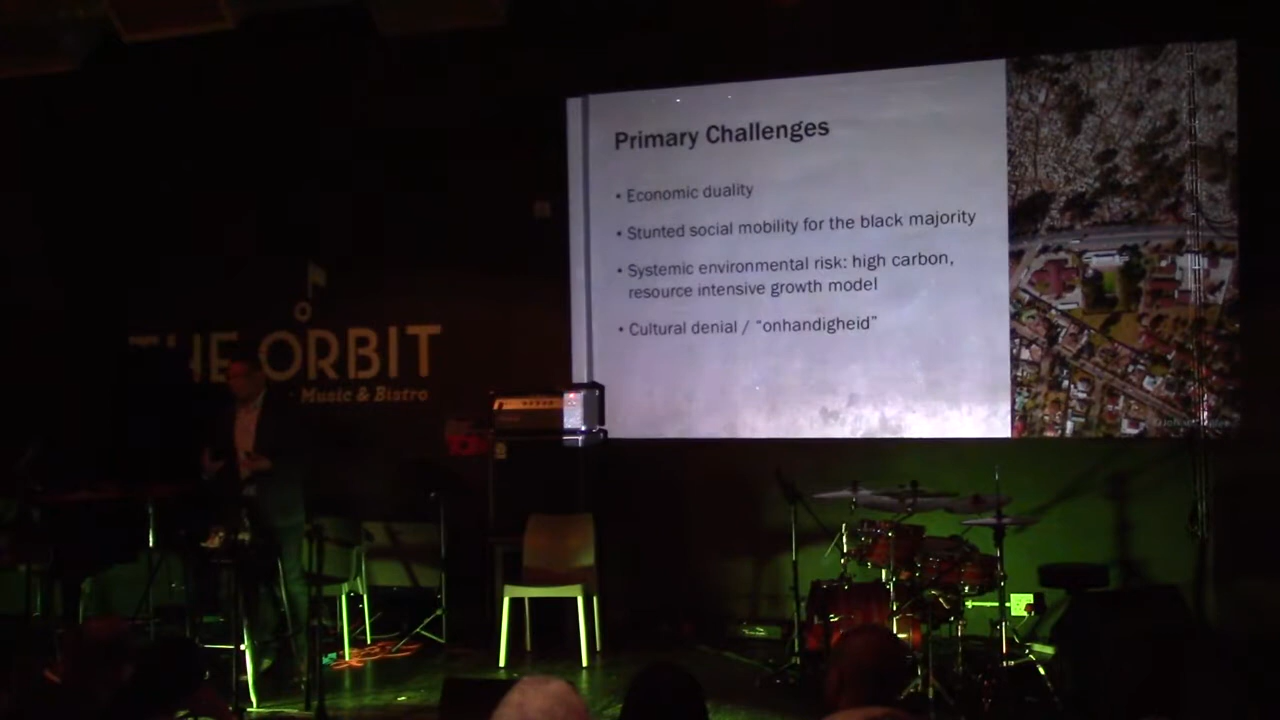 Primary Challenges
• Economic duality
• Stunted social mobility for the black majority
• Systemic environmental risk: high carbon,
resource intensive growth model
• Cultural denial / “onhandigheid”
THE ORBIT
· Music & Bistro